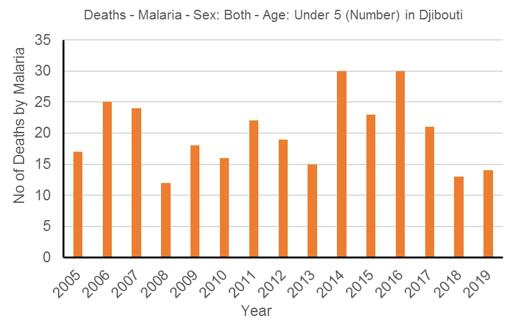 Deaths - Malaria - Sex: Both - Age: Under 5 (Number) in Djibouti
No of Deaths by Malaria
35
30
25
20
15
10
5
0
2005 2006 2007 2008 2009 2010 2011 2012 2013 2014 2015 2016 2017 2018 2019
Year